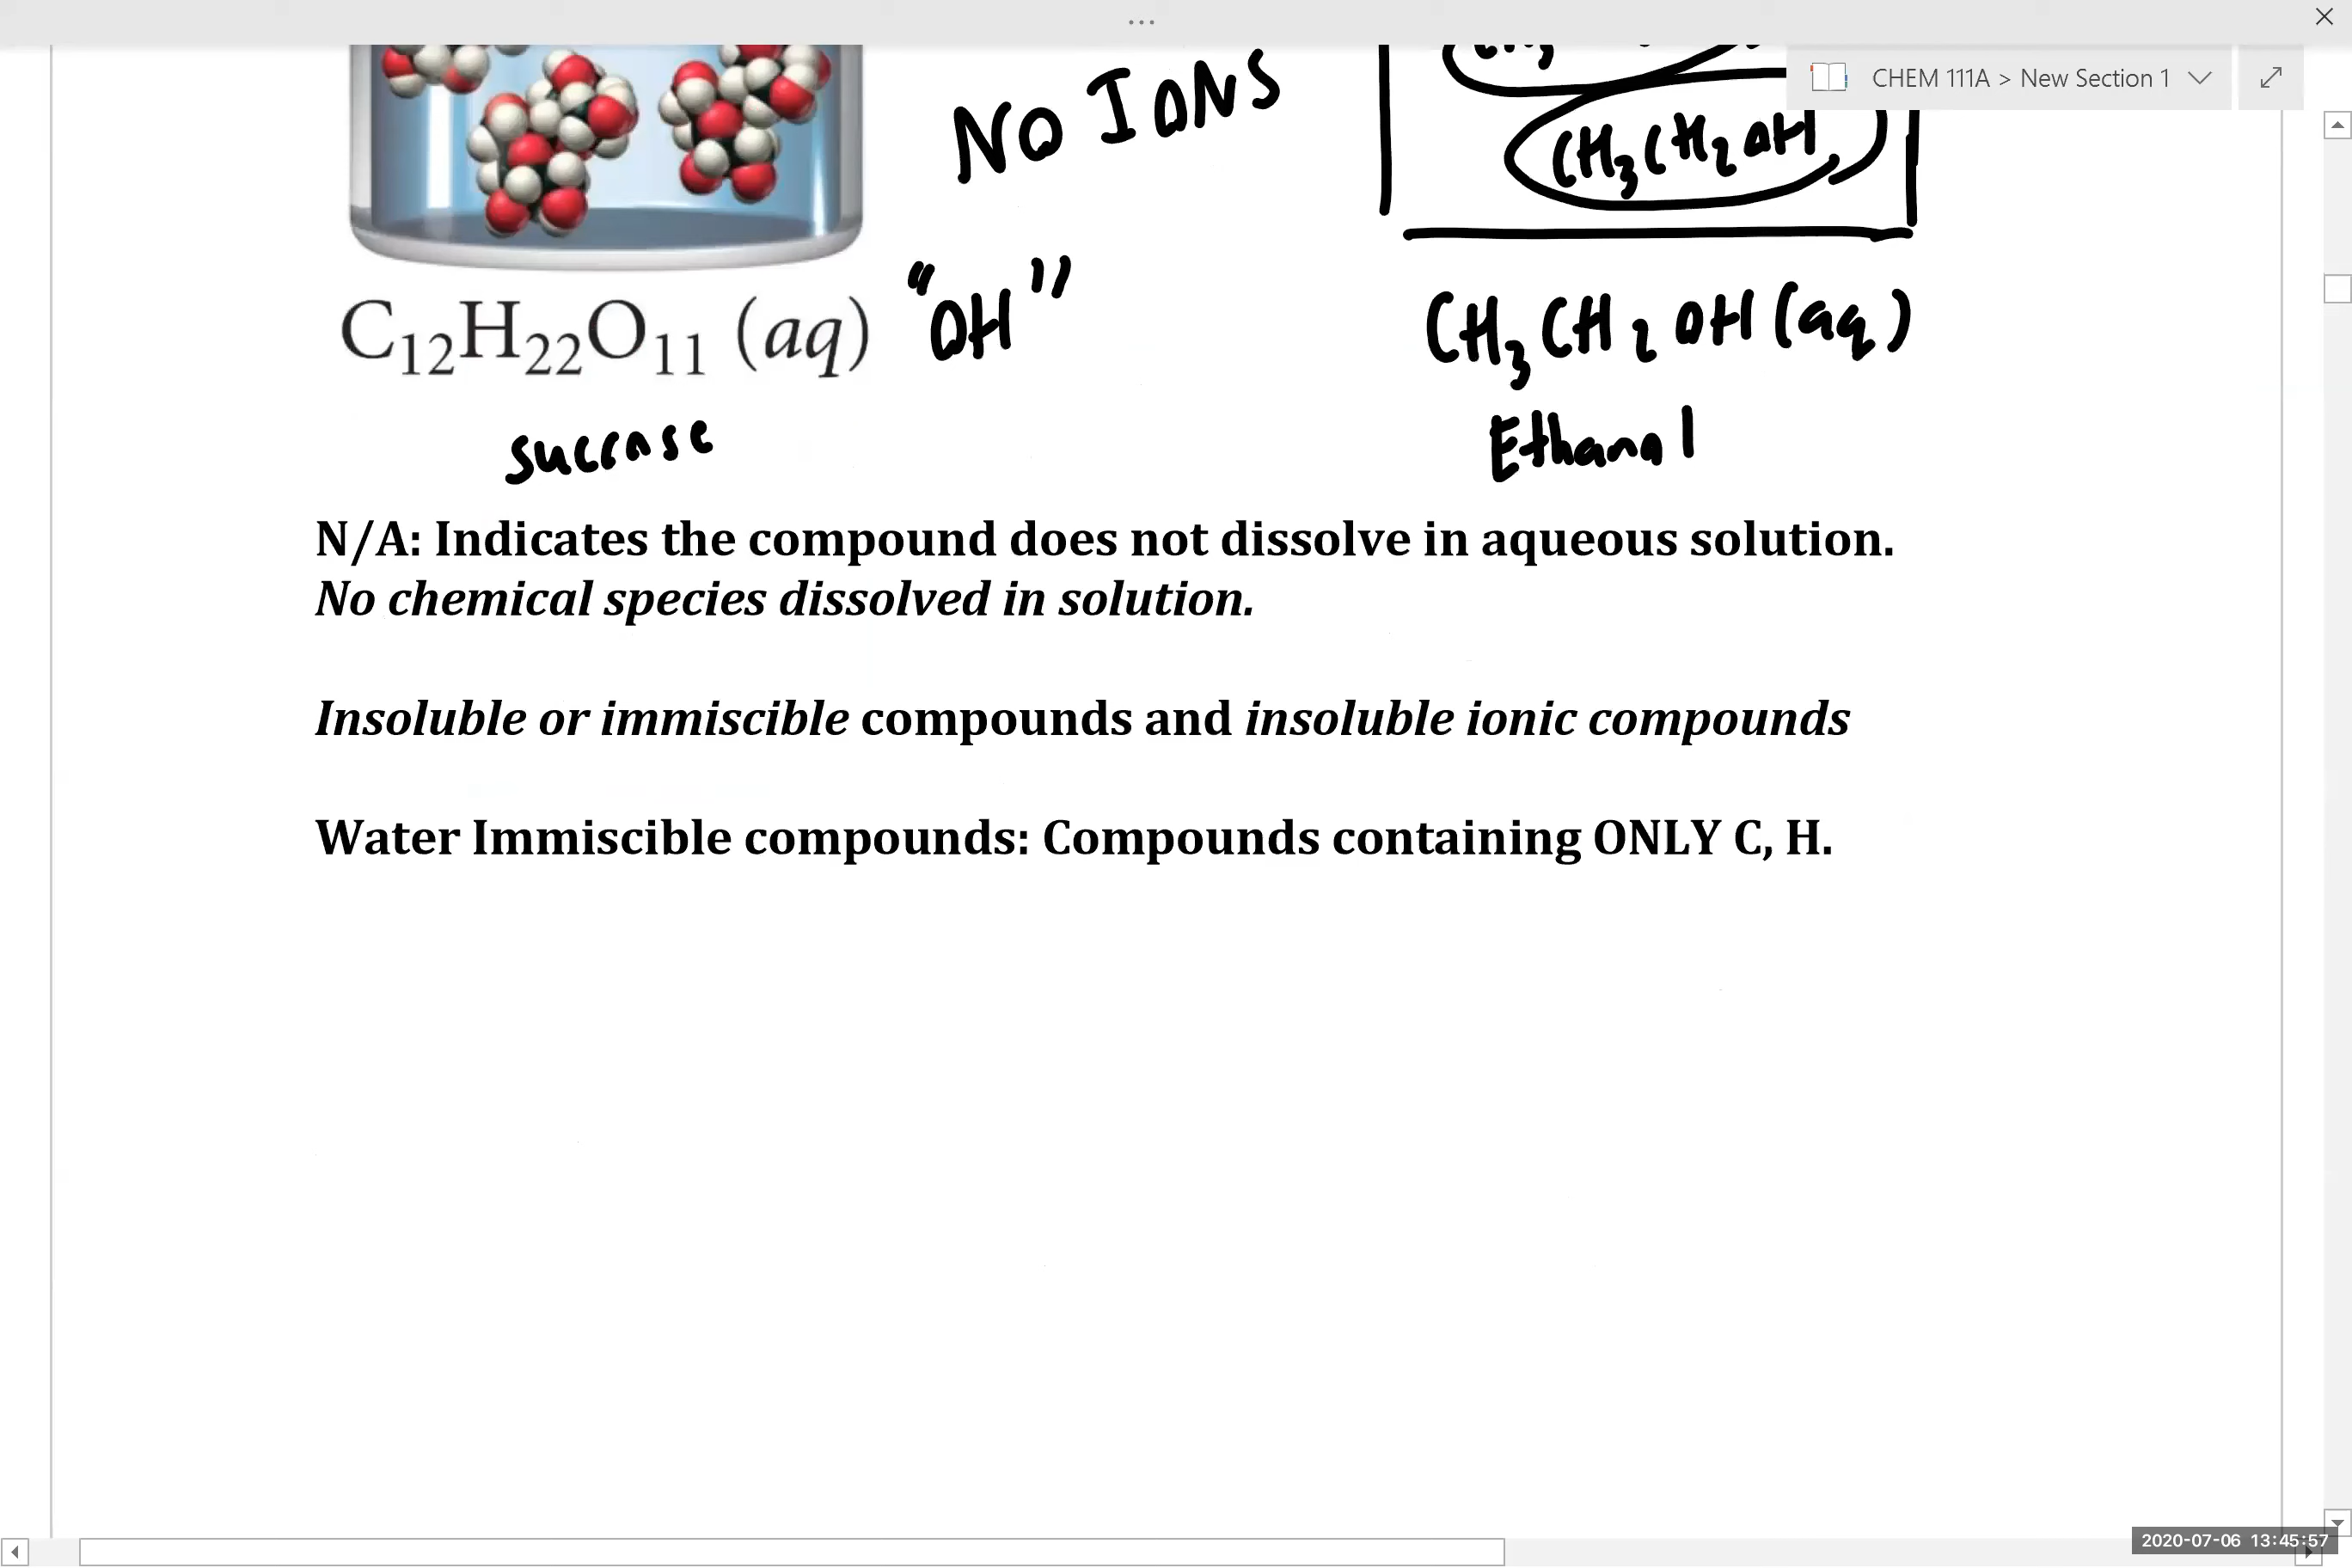 ...
CHEM 111A > New Section 1
NO IONS
CH3CH2OH
C12H22O11 (aq) "OH"
CH3CH2OH(aq)
sucrose
Ethanol
N/A: Indicates the compound does not dissolve in aqueous solution.
No chemical species dissolved in solution.
Insoluble or immiscible compounds and insoluble ionic compounds
Water Immiscible compounds: Compounds containing ONLY C, H.
2020-07-06 13:45:57